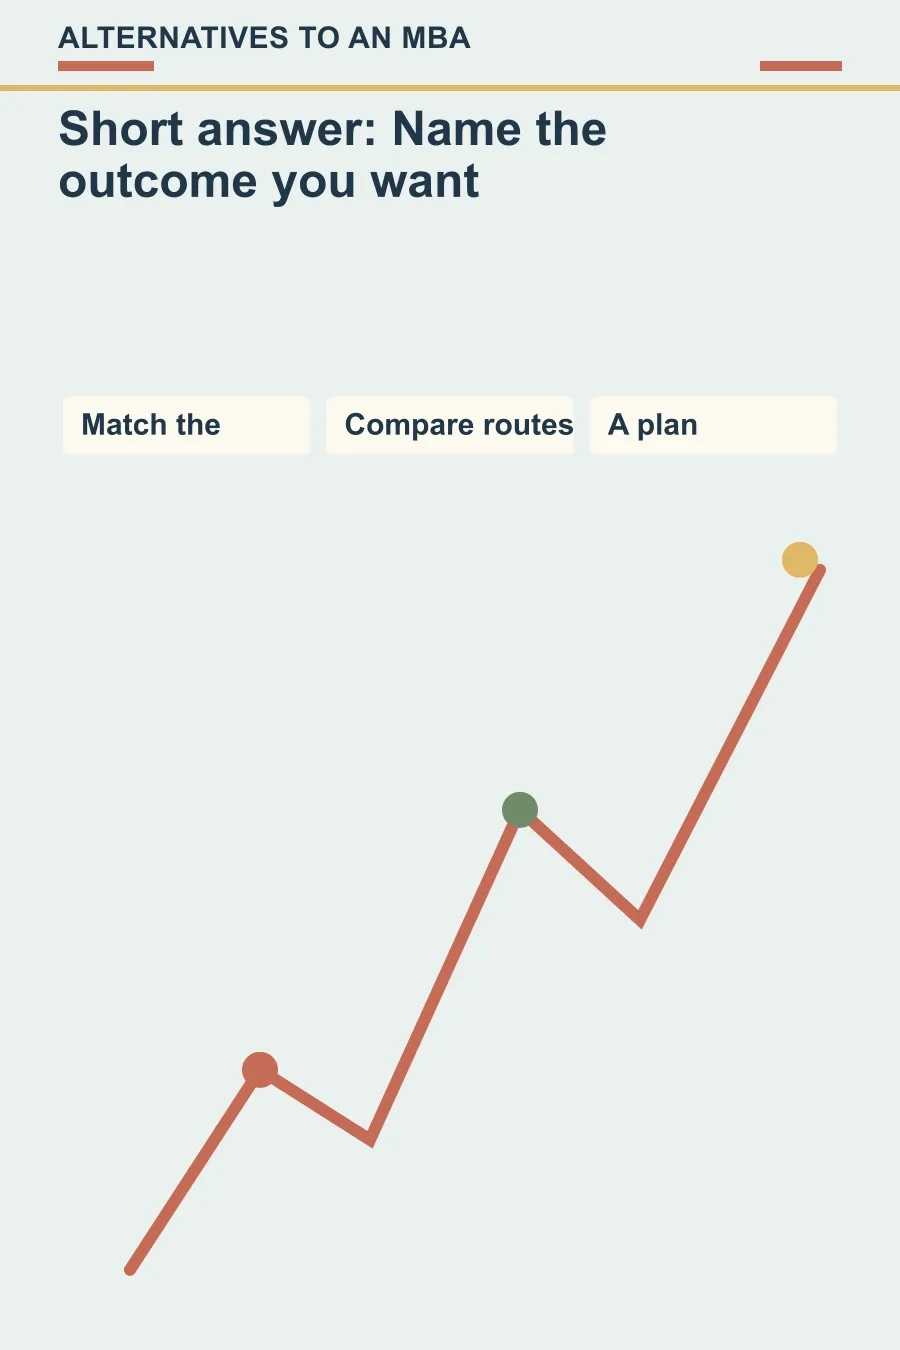 ALTERNATIVES TO AN MBA
Short answer: Name the
outcome you want
Match the
Compare routes
A plan